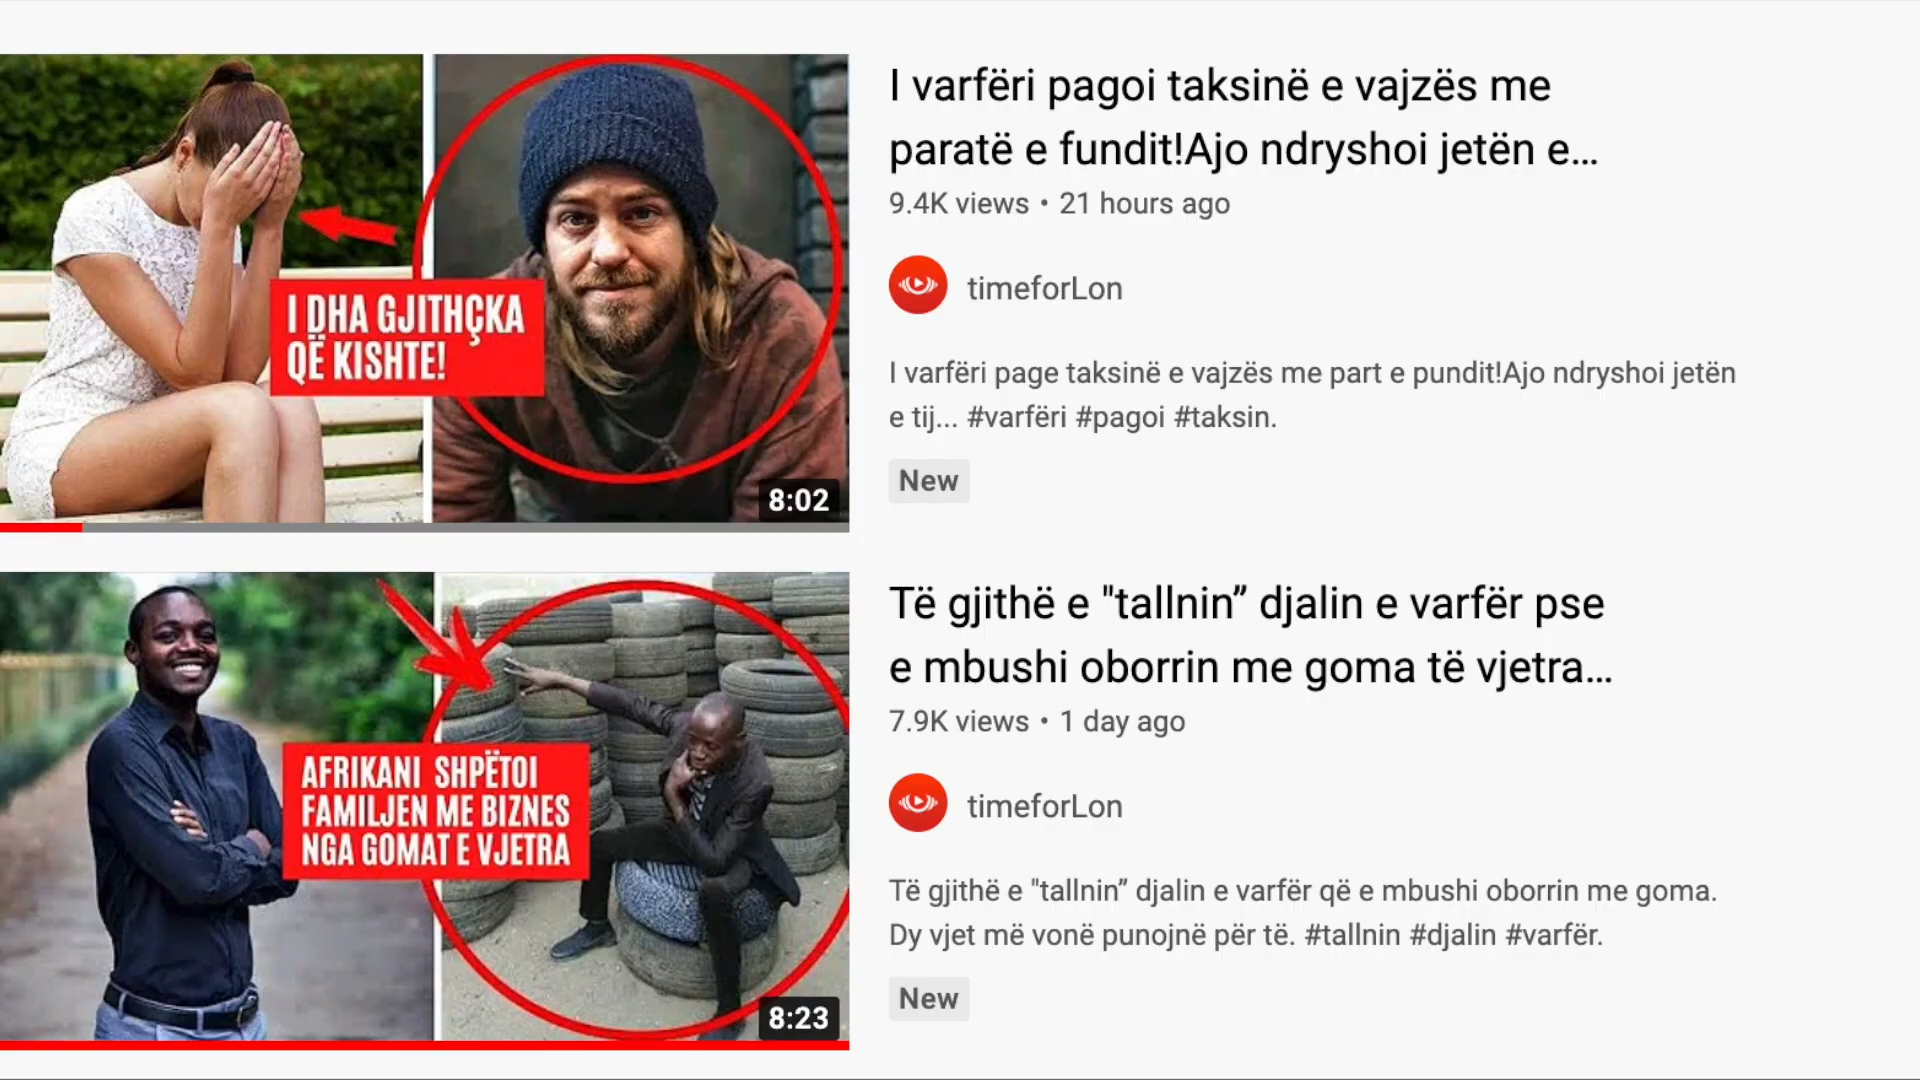 I varfëri pagoi taksinë e vajzës me
paratë e fundit!Ajo ndryshoi jetën e...
9.4K views • 21 hours ago
timeforLon
I varfëri page taksinë e vajzës me part e pundit!Ajo ndryshoi jetën
e tij... #varfëri #pagoi #taksin.
New
I DHA GJITHÇKA
QË KISHTE!
8:02
Të gjithë e "tallnin” djalin e varfër pse
e mbushi oborrin me goma të vjetra...
7.9K views • 1 day ago
timeforLon
Të gjithë e "tallnin” djalin e varfër që e mbushi oborrin me goma.
Dy vjet më vonë punojnë për të. #tallnin #djalin #varfër.
New
AFRIKANI SHPËTOI
FAMILJEN ME BIZNES
NGA GOMAT E VJETRA
8:23